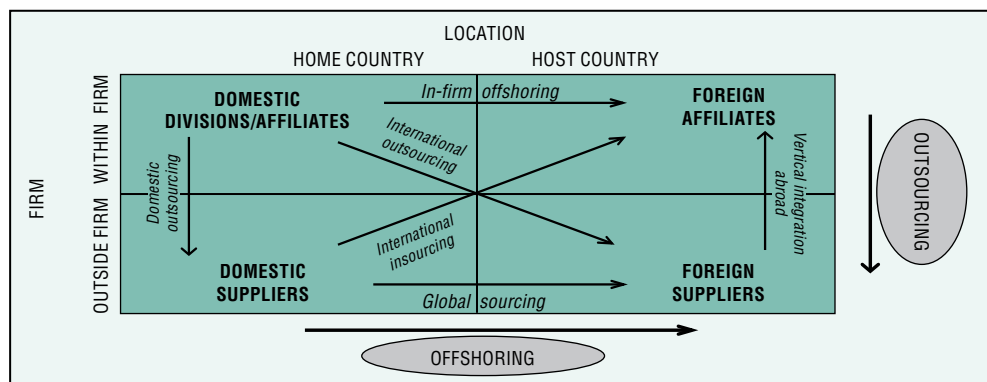 LOCATION
HOME COUNTRY
HOST COUNTRY
FIRM
WITHIN FIRM
OUTSIDE FIRM
DOMESTIC
DIVISIONS/AFFILIATES
In-firm offshoring
FOREIGN
AFFILIATES
International
outsourcing
Domestic
outsourcing
Vertical integration
abroad
International
insourcing
DOMESTIC
SUPPLIERS
Global sourcing
FOREIGN
SUPPLIERS
OUTSOURCING
OFFSHORING